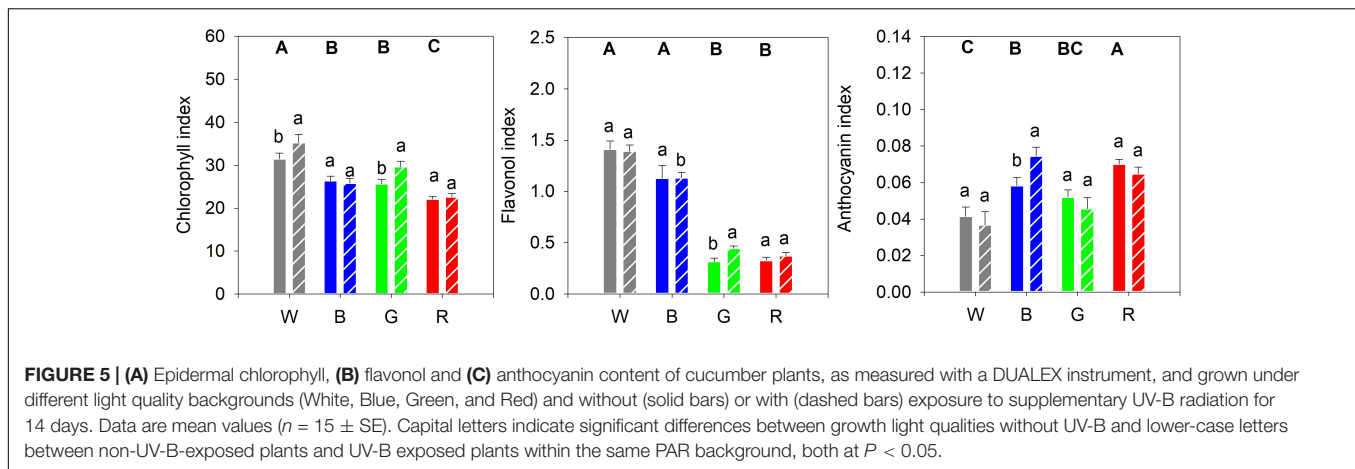 60
50
40
30
20
10
0
Chlorophyll index
A B B C
b a a a b a a a
W B G R
2.5
2.0
1.5
1.0
0.5
0.0
Flavonol index
A A B B
a a a b b a a a
W B G R
0.14
0.12
0.10
0.08
0.06
0.04
0.02
0.00
Anthocyanin index
C B BC A
a a b a a a a a
W B G R
FIGURE 5 | (A) Epidermal chlorophyll, (B) flavonol and (C) anthocyanin content of cucumber plants, as measured with a DUALEX instrument, and grown under
different light quality backgrounds (White, Blue, Green, and Red) and without (solid bars) or with (dashed bars) exposure to supplementary UV-B radiation for
14 days. Data are mean values (n = 15 ± SE). Capital letters indicate significant differences between growth light qualities without UV-B and lower-case letters
between non-UV-B-exposed plants and UV-B exposed plants within the same PAR background, both at P < 0.05.